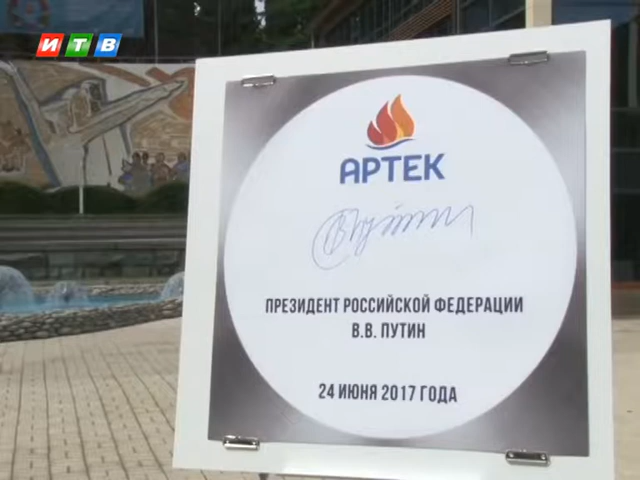 ИТВ
АРТЕК
ПРЕЗИДЕНТ РОССИЙСКОЙ ФЕДЕРАЦИИ
В.В. ПУТИН
24 ИЮНЯ 2017 ГОДА